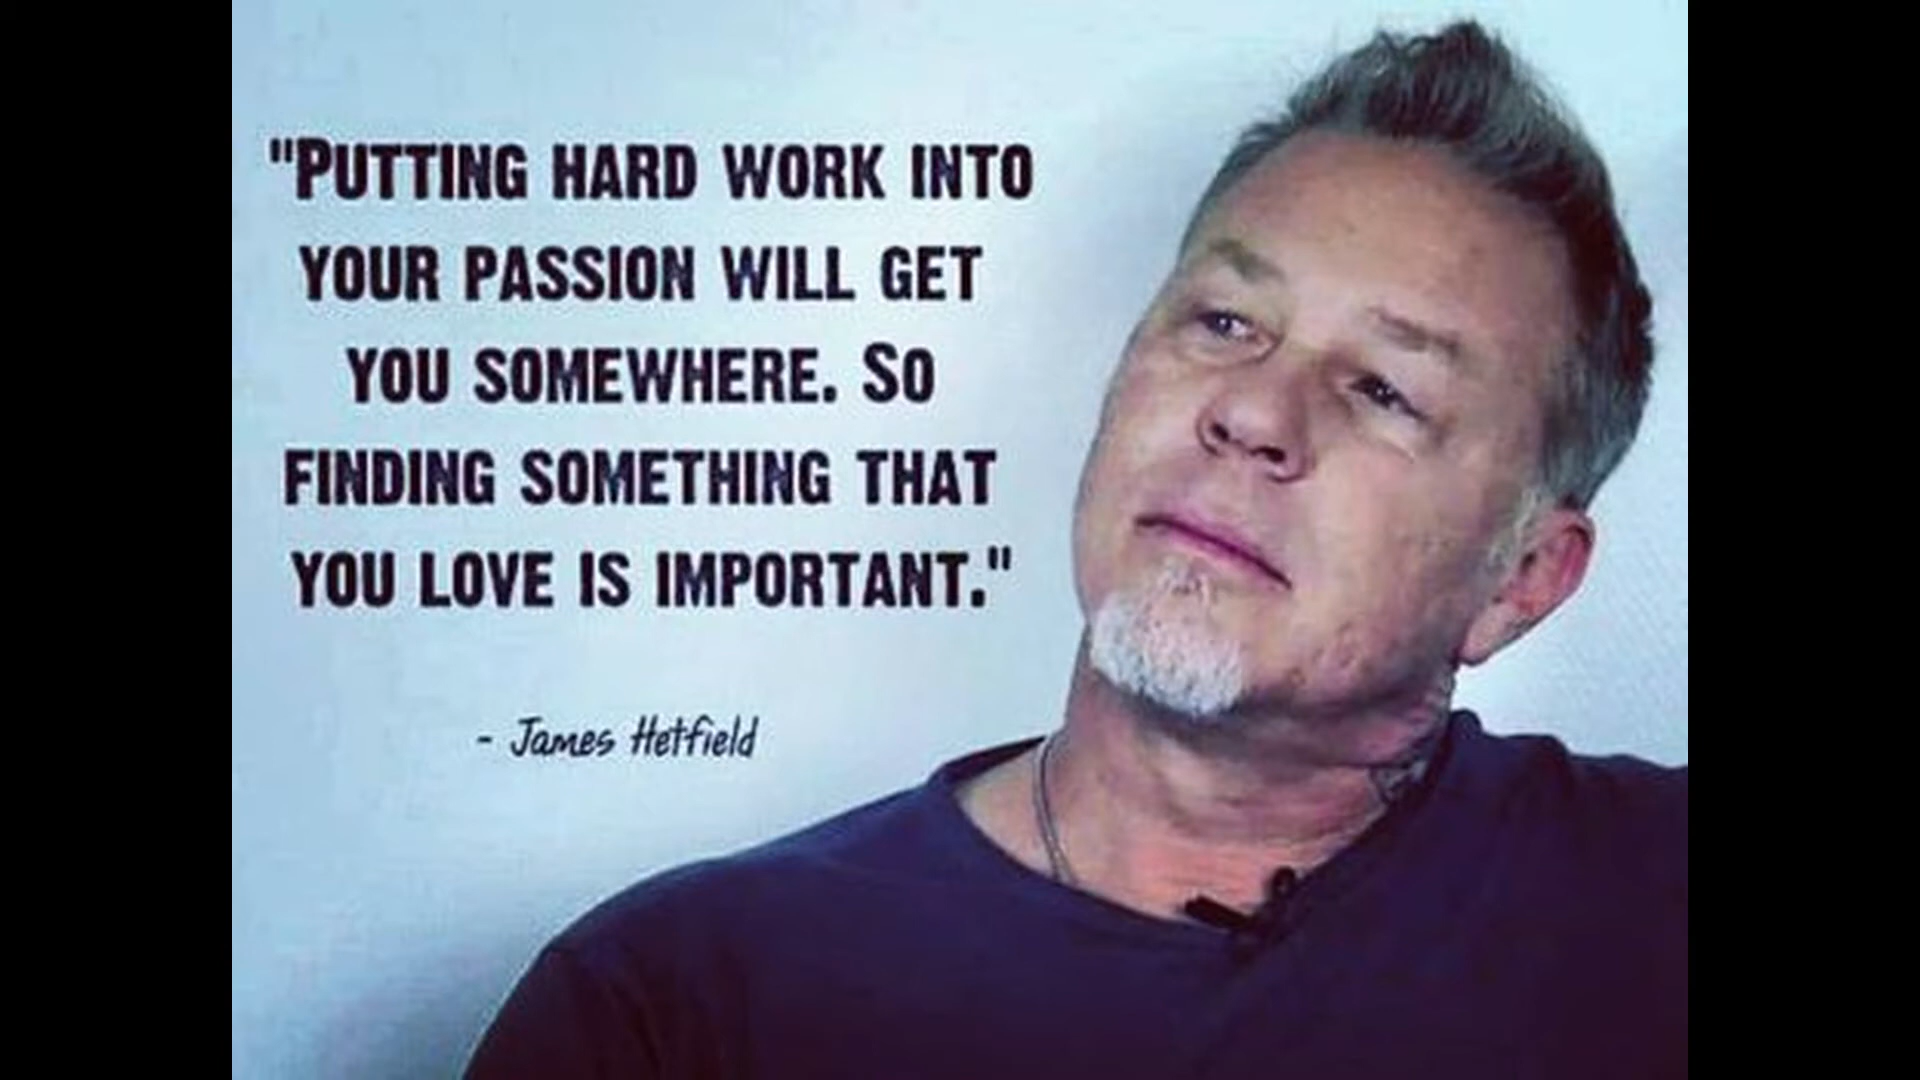 "PUTTING HARD WORK INTO
YOUR PASSION WILL GET
YOU SOMEWHERE. SO
FINDING SOMETHING THAT
YOU LOVE IS IMPORTANT."
- James Hetfield